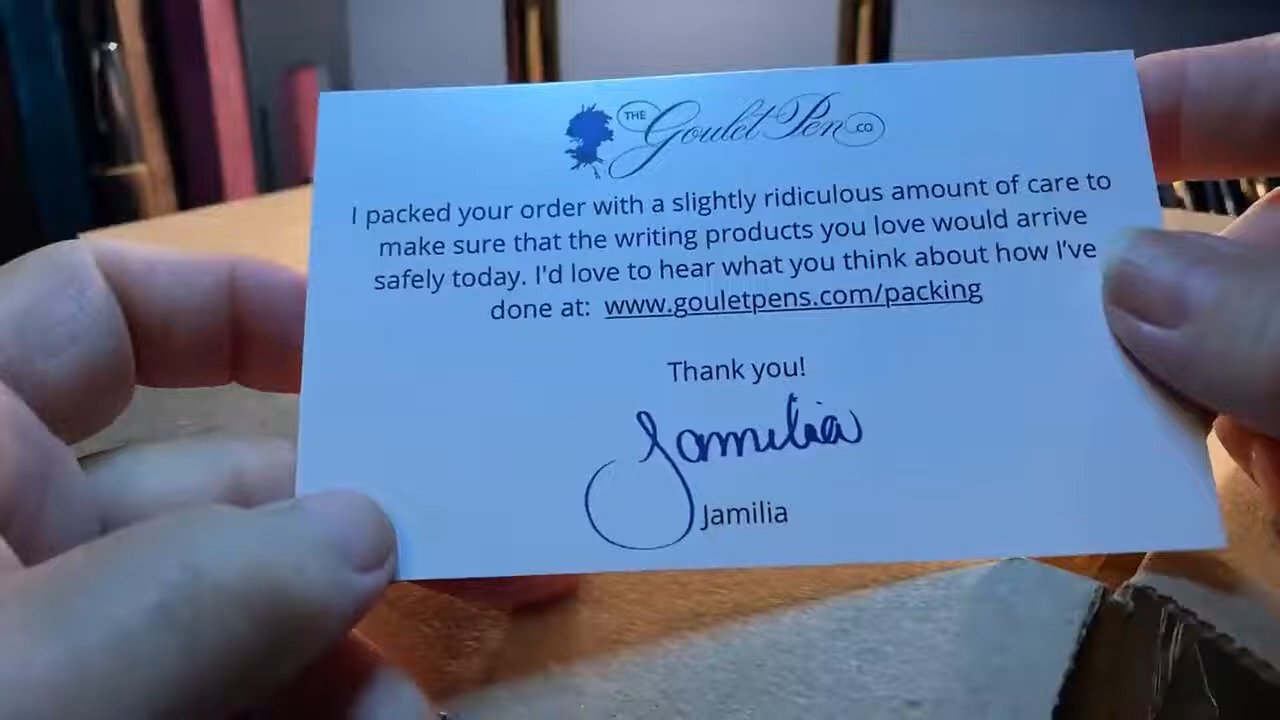 THE Goulet Pen CO
I packed your order with a slightly ridiculous amount of care to
make sure that the writing products you love would arrive
safely today. I'd love to hear what you think about how I've
done at: www.gouletpens.com/packing
Thank you!
Jamilia
Jamilia